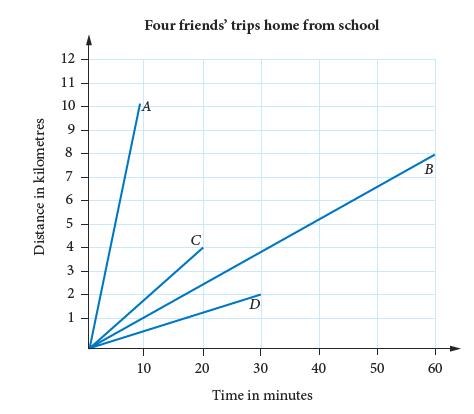 Four friends’ trips home from school
Distance in kilometres
12
11
10
9
8
7
6
5
4
3
2
1
A
B
C
D
10 20 30 40 50 60
Time in minutes